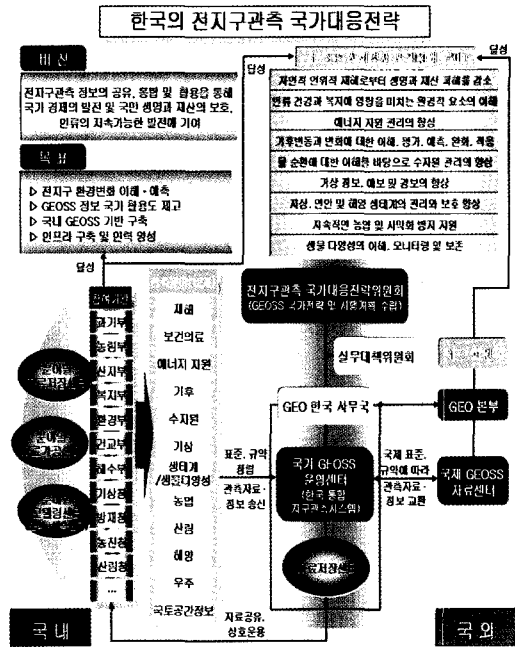 한국의 전지구관측 국가대응전략
비 전
달성
달성
전지구관측 정보의 공유, 통합 및 활용을 통해
국가 경제의 발전 및 국민 생명과 재산의 보호,
인류의 지속가능한 발전에 기여
목 표
▷ 전지구 환경변화 이해·예측
▷ GEOSS 정보 국가 활용도 제고
▷ 국내 GEOSS 기반 구축
▷ 인프라 구축 및 인력 양성
달성
자연적 인위적 재해로부터 생명과 재산 피해를 감소
인류 건강과 복지에 영향을 미치는 환경적 요소의 이해
에너지 자원 관리의 향상
기후변동과 변화에 대한 이해, 평가, 예측, 완화, 적응
물 순환에 대한 이해를 바탕으로 수자원 관리의 향상
기상 정보, 예보 및 경보의 향상
지상, 연안 및 해양 생태계의 관리와 보호 향상
지속적인 농업 및 사막화 방지 지원
생물 다양성의 이해, 모니터링 및 보존
참여기관
과기부
농림부
산자부
복지부
환경부
건교부
해수부
기상청
방재청
농진청
산림청
...
재해
보건의료
에너지 자원
기후
수자원
기상
생태계
/생물다양성
농업
산림
해양
우주
국토공간정보
전지구관측 국가대응전략위원회
(GEOSS 국가전략 및 시행계획 수립)
실무대책위원회
GEO 한국 사무국
GEO 본부
표준, 규약
정립
관측자료·
정보 송신
국가 GEOSS
운영센터
(한국 통합
지구관측시스템)
국제 표준,
규약에 따라
관측자료·
정보 교환
국제 GEOSS
자료센터
자료저장센터
자료공유,
상호운용
국 내
국 외